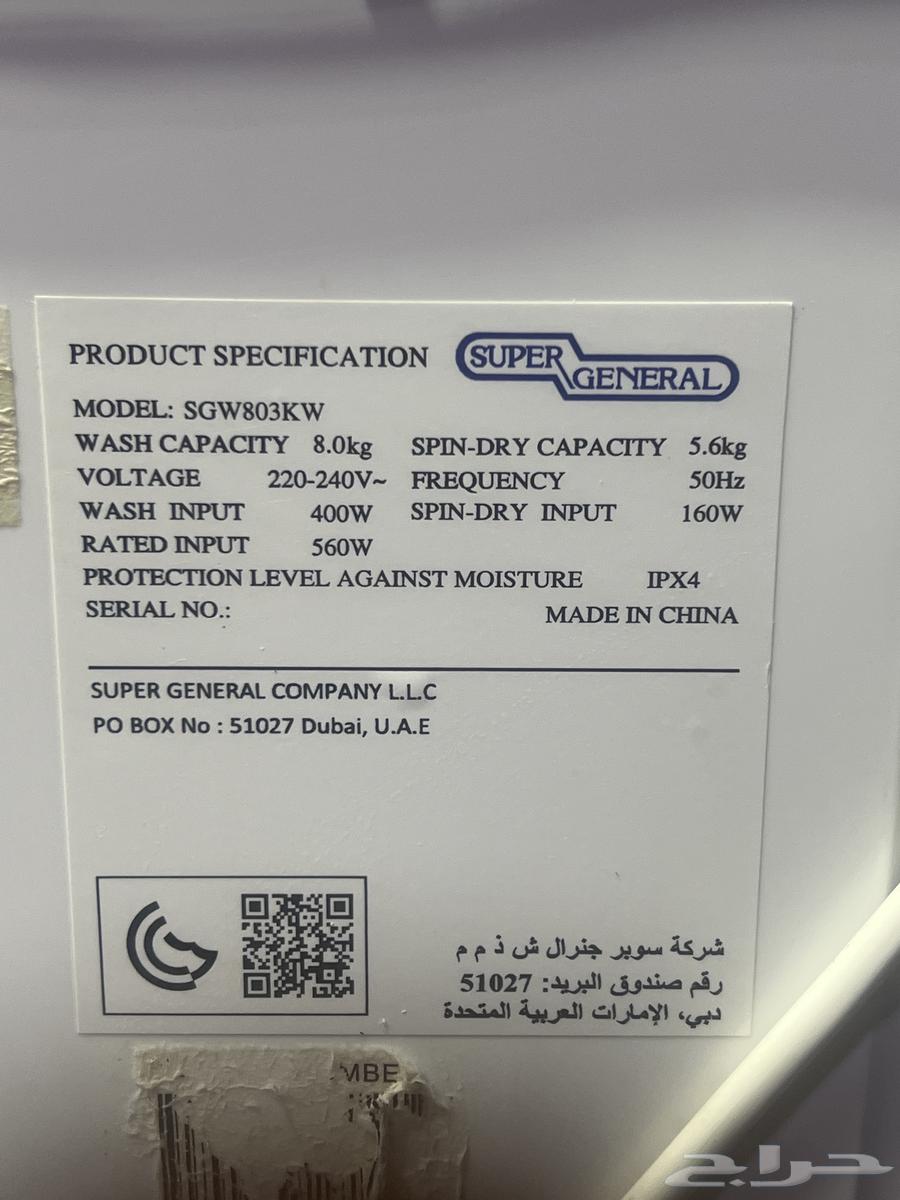 PRODUCT SPECIFICATION
SUPER GENERAL
MODEL: SGW803KW
WASH CAPACITY 8.0kg SPIN-DRY CAPACITY 5.6kg
VOLTAGE 220-240V~ FREQUENCY 50Hz
WASH INPUT 400W SPIN-DRY INPUT 160W
RATED INPUT 560W
PROTECTION LEVEL AGAINST MOISTURE IPX4
SERIAL NO.: MADE IN CHINA
SUPER GENERAL COMPANY L.L.C
PO BOX No : 51027 Dubai, U.A.E
شركة سوبر جنرال ش ذ م م
رقم صندوق البريد: 51027
دبي، الإمارات العربية المتحدة
MBE
حراج